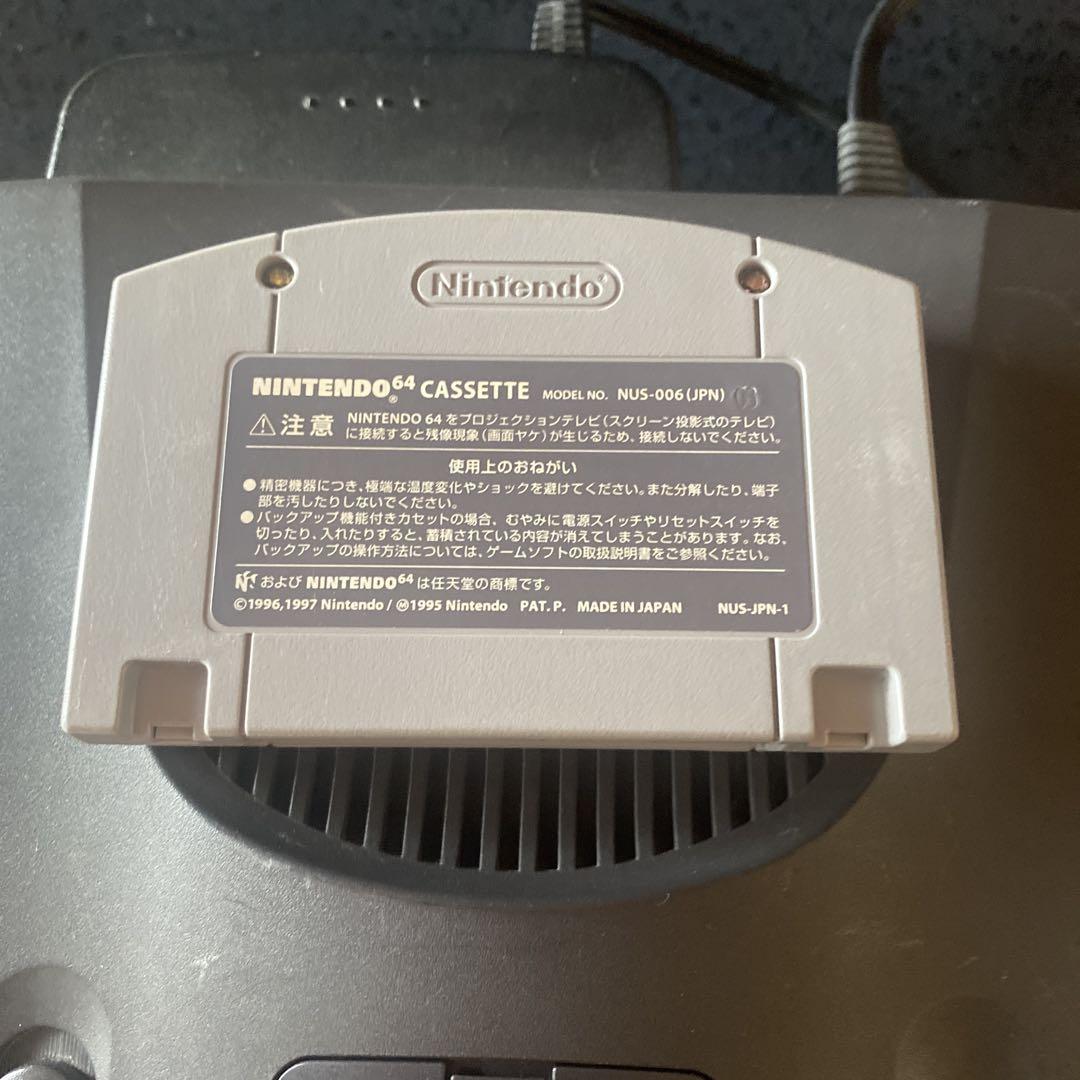 Nintendo®
NINTENDO64® CASSETTE MODEL NO. NUS-006(JPN) 03
⚠注意 NINTENDO 64をプロジェクションテレビ(スクリーン投影式のテレビ)
に接続すると残像現象(画面ヤケ)が生じるため、接続しないでください。
使用上のおねがい
●精密機器につき、極端な温度変化やショックを避けてください。また分解したり、端子
部を汚したりしないでください。
●バックアップ機能付きカセットの場合、むやみに電源スイッチやリセットスイッチを
切ったり、入れたりすると、蓄積されている内容が消えてしまうことがあります。なお、
バックアップの操作方法については、ゲームソフトの取扱説明書をご参照ください。
および NINTENDO64 は任天堂の商標です。
©1996,1997 Nintendo/Ⓜ1995 Nintendo PAT. P. MADE IN JAPAN NUS-JPN-1